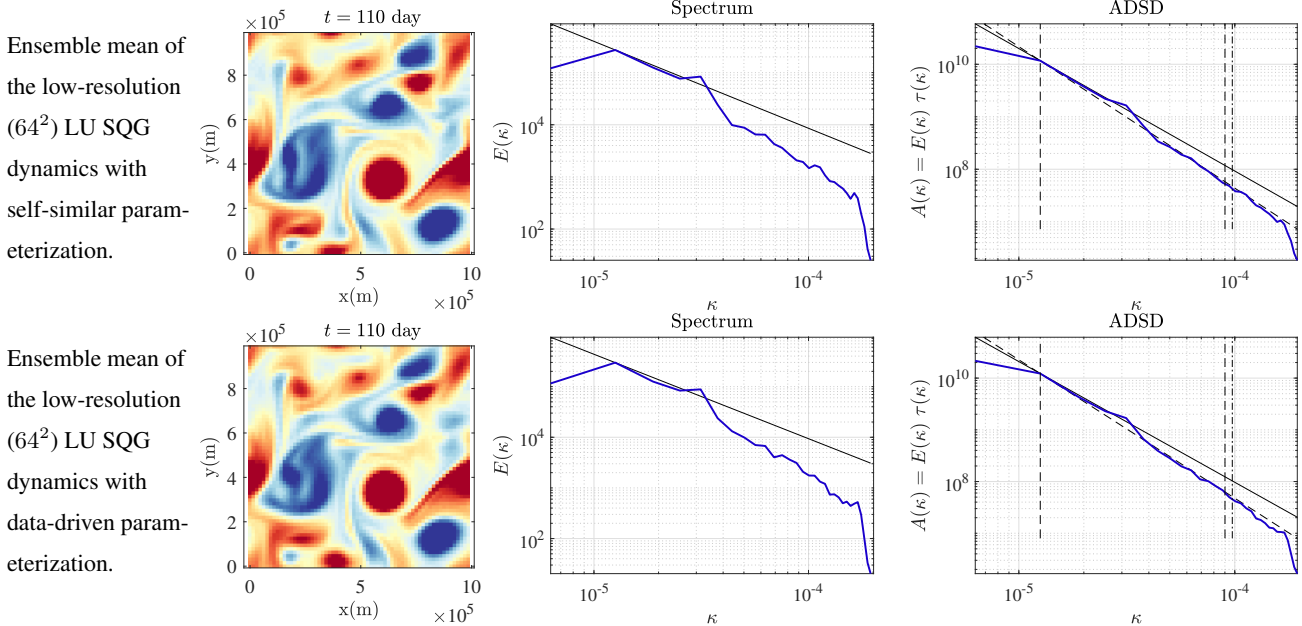 Ensemble mean of
the low-resolution
(64²) LU SQG
dynamics with
self-similar param-
eterization.
×10⁵
t = 110 day
8
6
4
2
0
y(m)
0
5
10
x(m)
×10⁵
Spectrum
10⁴
10²
E(κ)
10⁻⁵
10⁻⁴
κ
ADSD
10¹⁰
10⁸
A(κ) = E(κ) τ(κ)
10⁻⁵
10⁻⁴
κ
Ensemble mean of
the low-resolution
(64²) LU SQG
dynamics with
data-driven param-
eterization.
×10⁵
t = 110 day
8
6
4
2
0
y(m)
0
5
10
x(m)
×10⁵
Spectrum
10⁴
10²
E(κ)
10⁻⁵
10⁻⁴
κ
ADSD
10¹⁰
10⁸
A(κ) = E(κ) τ(κ)
10⁻⁵
10⁻⁴
κ